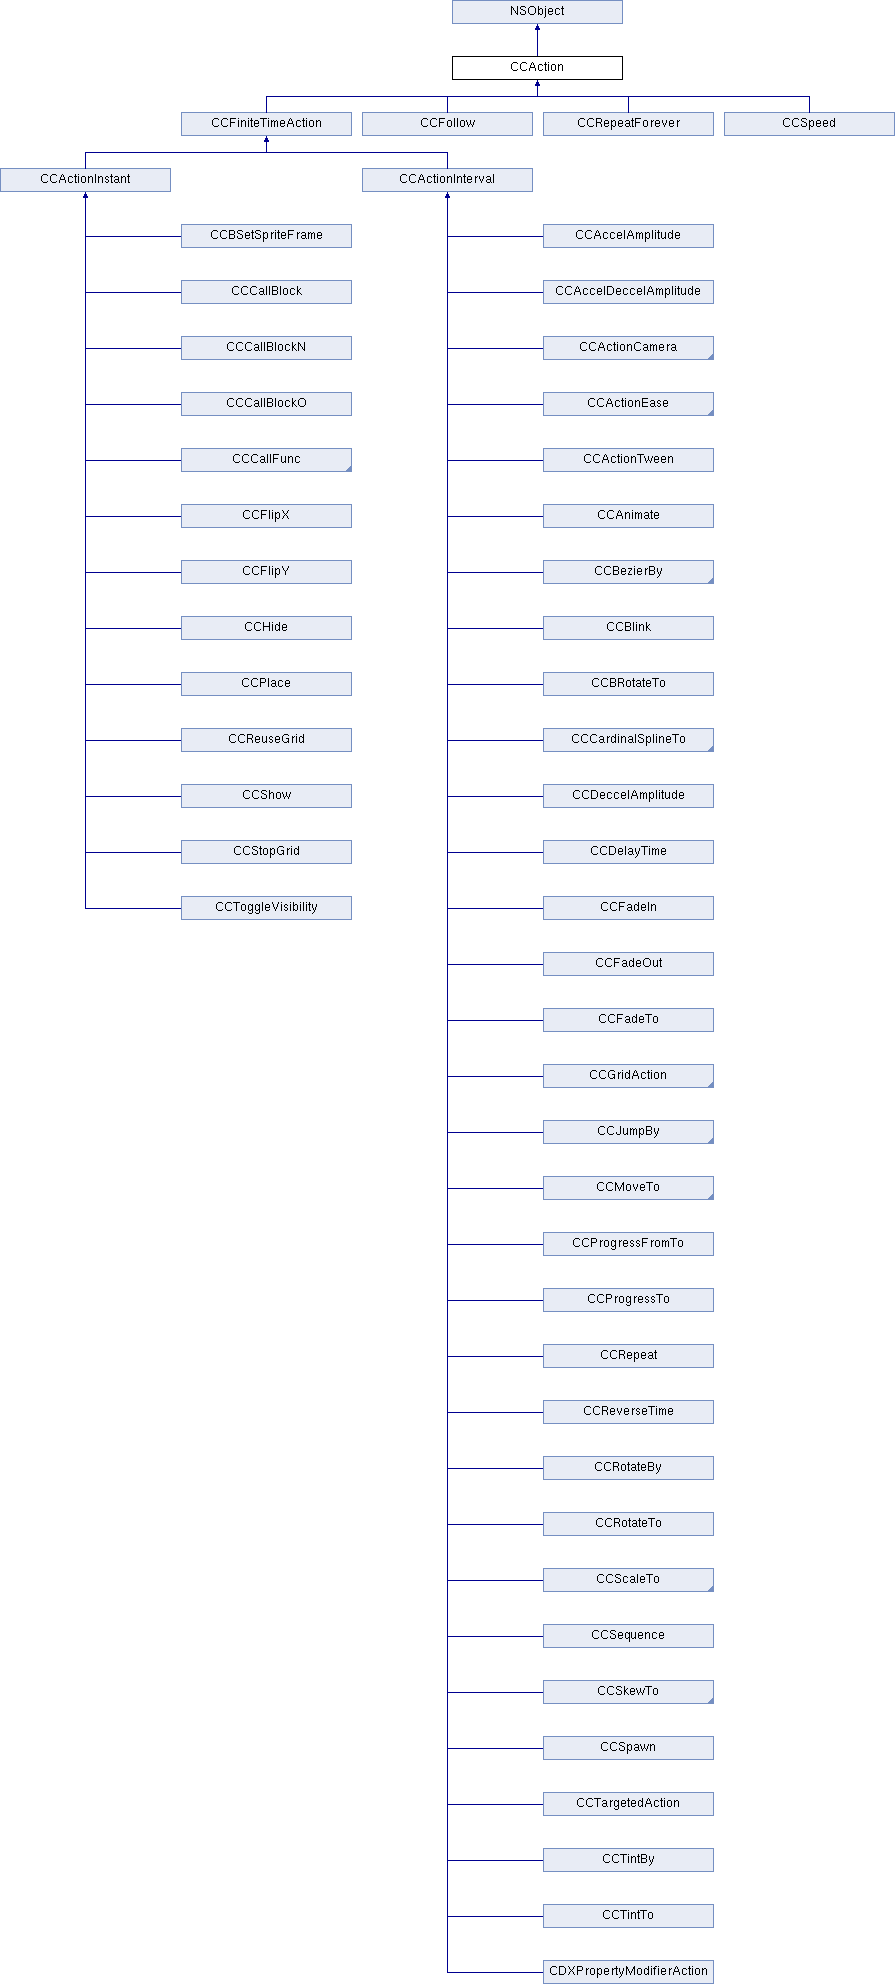 NSObject
CCAction
CCFiniteTimeAction CCFollow CCRepeatForever CCSpeed
CCActionInstant CCActionInterval
CCBSetSpriteFrame CCAccelAmplitude
CCCallBlock CCAccelDeccelAmplitude
CCCallBlockN CCActionCamera
CCCallBlockO CCActionEase
CCCallFunc CCActionTween
CCFlipX CCAnimate
CCFlipY CCBezierBy
CCHide CCBlink
CCPlace CCBRotateTo
CCReuseGrid CCCardinalSplineTo
CCShow CCDeccelAmplitude
CCStopGrid CCDelayTime
CCToggleVisibility CCFadeIn
CCFadeOut
CCFadeTo
CCGridAction
CCJumpBy
CCMoveTo
CCProgressFromTo
CCProgressTo
CCRepeat
CCReverseTime
CCRotateBy
CCRotateTo
CCScaleTo
CCSequence
CCSkewTo
CCSpawn
CCTargetedAction
CCTintBy
CCTintTo
CDXPropertyModifierAction